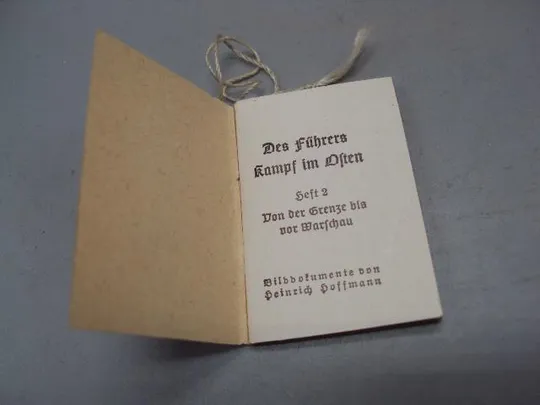 Des Führers
Kampf im Osten
Heft 2
Von der Grenze bis
vor Warschau
Bilddokumente von
Heinrich Hoffmann